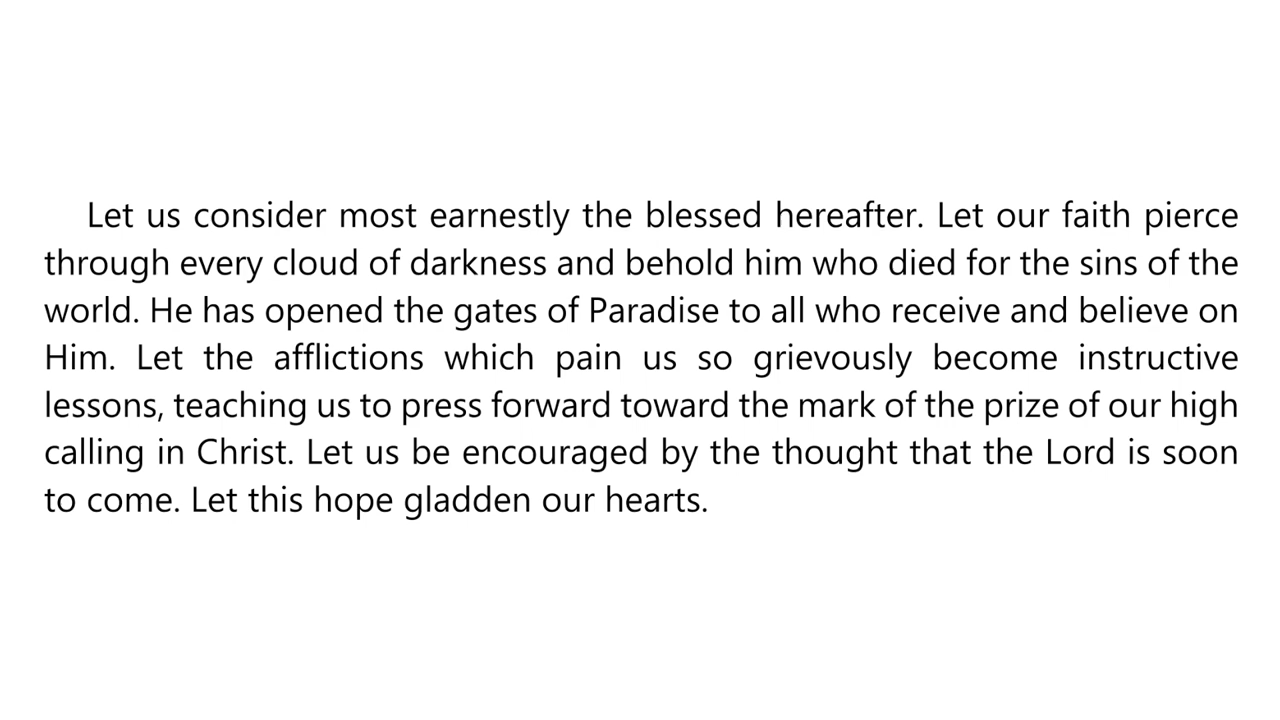 Let us consider most earnestly the blessed hereafter. Let our faith pierce
through every cloud of darkness and behold him who died for the sins of the
world. He has opened the gates of Paradise to all who receive and believe on
Him. Let the afflictions which pain us so grievously become instructive
lessons, teaching us to press forward toward the mark of the prize of our high
calling in Christ. Let us be encouraged by the thought that the Lord is soon
to come. Let this hope gladden our hearts.